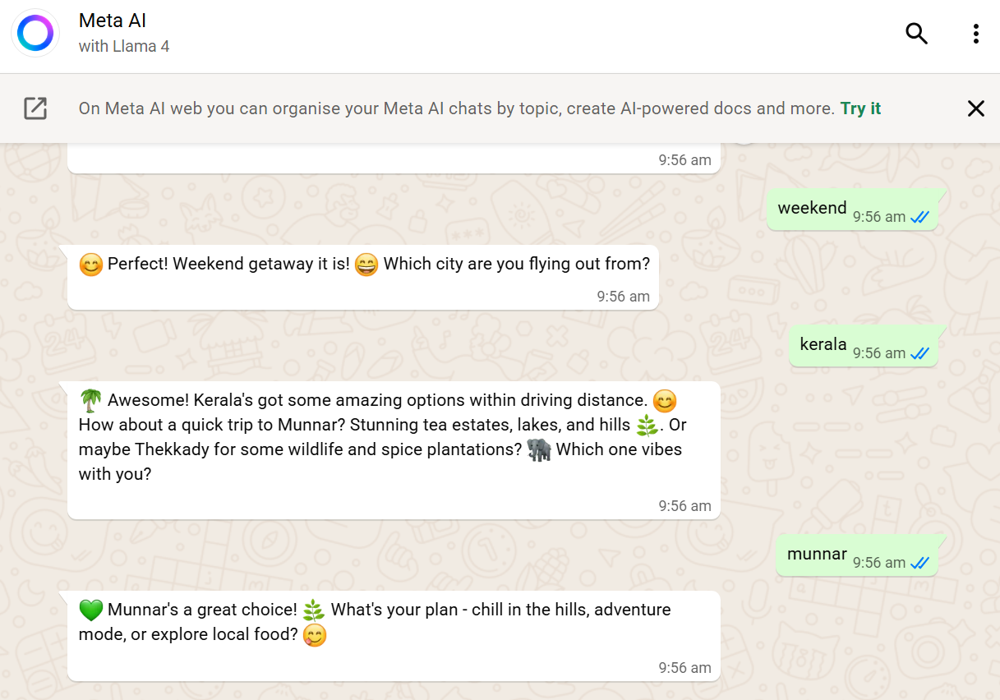 Meta AI
with Llama 4
On Meta AI web you can organise your Meta AI chats by topic, create AI-powered docs and more. Try it
9:56 am
weekend 9:56 am
😊 Perfect! Weekend getaway it is! 😄 Which city are you flying out from?
9:56 am
kerala 9:56 am
🌴 Awesome! Kerala's got some amazing options within driving distance. 😊
How about a quick trip to Munnar? Stunning tea estates, lakes, and hills 🌿. Or
maybe Thekkady for some wildlife and spice plantations? 🐘 Which one vibes
with you?
9:56 am
munnar 9:56 am
💚 Munnar's a great choice! 🌿 What's your plan - chill in the hills, adventure
mode, or explore local food? 😋
9:56 am